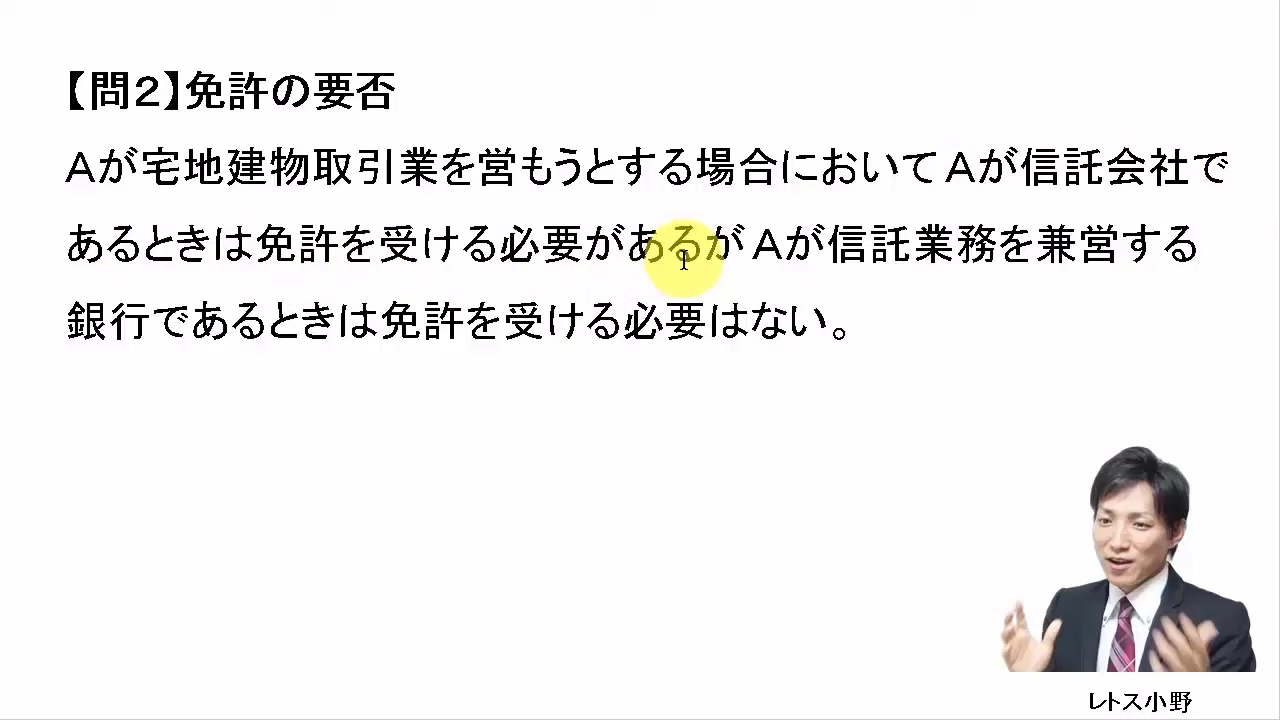 【問２】免許の要否
Ａが宅地建物取引業を営もうとする場合においてＡが信託会社で
あるときは免許を受ける必要があるがＡが信託業務を兼営する
銀行であるときは免許を受ける必要はない。
レトス小野